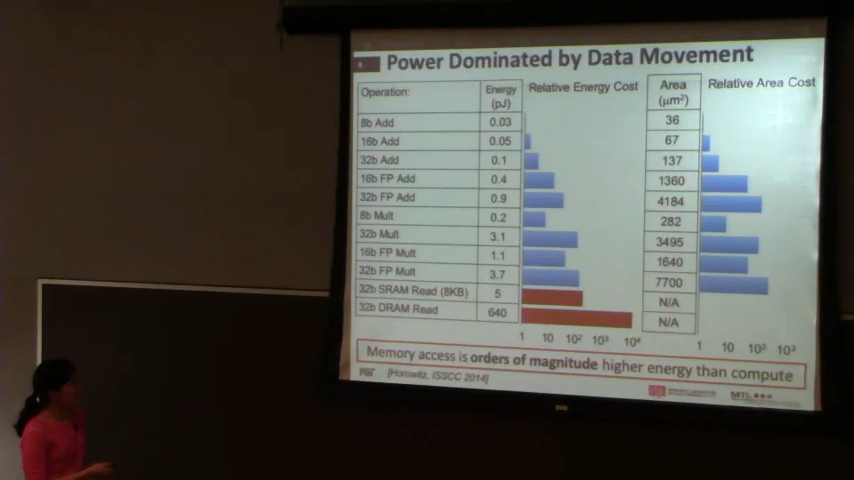 Power Dominated by Data Movement
Operation: Energy (pJ) Relative Energy Cost Area (μm²) Relative Area Cost
8b Add 0.03 36
16b Add 0.05 67
32b Add 0.1 137
16b FP Add 0.4 1360
32b FP Add 0.9 4184
8b Mult 0.2 282
32b Mult 3.1 3495
16b FP Mult 1.1 1640
32b FP Mult 3.7 7700
32b SRAM Read (8KB) 5 N/A
32b DRAM Read 640 N/A
1 10 10² 10³ 10⁴ 1 10 10² 10³
Memory access is orders of magnitude higher energy than compute
[Horowitz, ISSCC 2014]
MTL